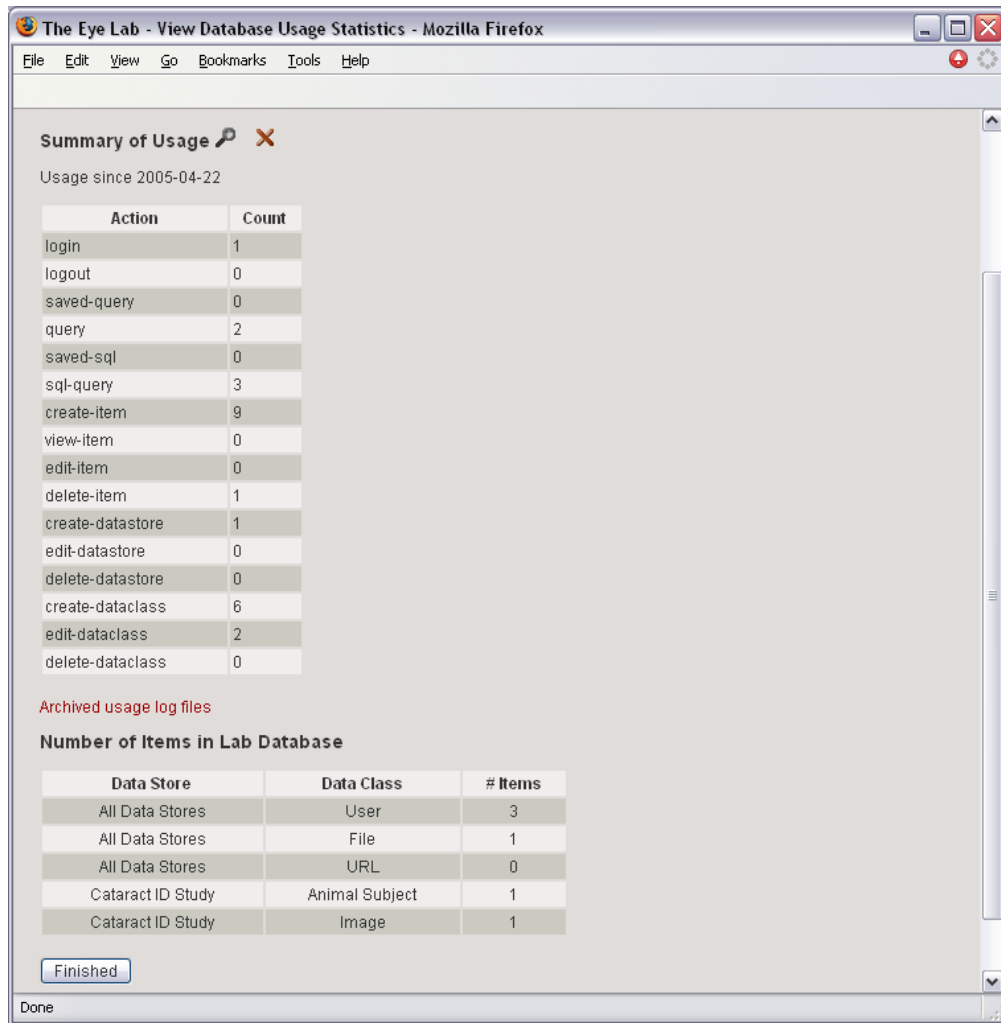 The Eye Lab - View Database Usage Statistics - Mozilla Firefox
File Edit View Go Bookmarks Tools Help
Summary of Usage
Usage since 2005-04-22
Action Count
login 1
logout 0
saved-query 0
query 2
saved-sql 0
sql-query 3
create-item 9
view-item 0
edit-item 0
delete-item 1
create-datastore 1
edit-datastore 0
delete-datastore 0
create-dataclass 6
edit-dataclass 2
delete-dataclass 0
Archived usage log files
Number of Items in Lab Database
Data Store Data Class # Items
All Data Stores User 3
All Data Stores File 1
All Data Stores URL 0
Cataract ID Study Animal Subject 1
Cataract ID Study Image 1
Finished
Done